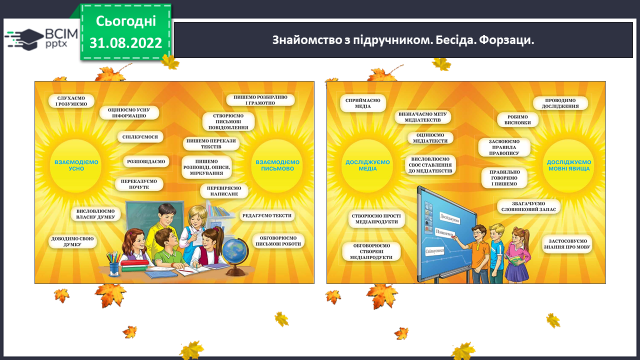 Сьогодні
31.08.2022
ВСІМ
pptx
Знайомство з підручником. Бесіда. Форзаци.
СЛУХАЄМО
І РОЗУМІЄМО
ОЦІНЮЄМО УСНУ
ІНФОРМАЦІЮ
СПІЛКУЄМОСЯ
ВЗАЄМОДІЄМО
УСНО
РОЗПОВІДАЄМО
ПЕРЕКАЗУЄМО
ПОЧУТЕ
ВИСЛОВЛЮЄМО
ВЛАСНУ ДУМКУ
ДОВОДИМО СВОЮ
ДУМКУ
ПИШЕМО РОЗБІРЛИВО
І ГРАМОТНО
СТВОРЮЄМО
ПИСЬМОВІ
ПОВІДОМЛЕННЯ
ПИШЕМО ПЕРЕКАЗИ
ТЕКСТІВ
ПИШЕМО
РОЗПОВІДІ, ОПИСИ,
МІРКУВАННЯ
ВЗАЄМОДІЄМО
ПИСЬМОВО
ПЕРЕВІРЯЄМО
НАПИСАНЕ
РЕДАГУЄМО ТЕКСТИ
ОБГОВОРЮЄМО
ПИСЬМОВІ РОБОТИ
СПРИЙМАЄМО
МЕДІА
ВИЗНАЧАЄМО МЕТУ
МЕДІАТЕКСТІВ
ОЦІНЮЄМО
МЕДІАТЕКСТИ
ДОСЛІДЖУЄМО
МЕДІА
ВИСЛОВЛЮЄМО
СВОЄ СТАВЛЕННЯ
ДО МЕДІАТЕКСТІВ
СТВОРЮЄМО ПРОСТІ
МЕДІАПРОДУКТИ
ОБГОВОРЮЄМО
СТВОРЕНІ
МЕДІАПРОДУКТИ
ПРОВОДИМО
ДОСЛІДЖЕННЯ
РОБИМО
ВИСНОВКИ
ЗАСВОЮЄМО
ПРАВИЛА
ПРАВОПИСУ
ДОСЛІДЖУЄМО
МОВНІ ЯВИЩА
ПРАВИЛЬНО
ГОВОРИМО
І ПИШЕМО
ЗБАГАЧУЄМО
СЛОВНИКОВИЙ ЗАПАС
ЗАСТОСОВУЄМО
ЗНАННЯ ПРО МОВУ